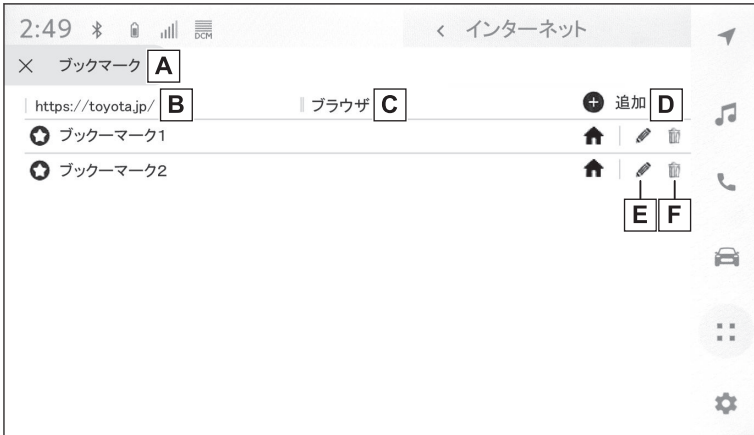 2:49 DCM < インターネット
× ブックマーク A
https://toyota.jp/ B ブラウザ C 追加 D
ブックーマーク1
ブックーマーク2
E F